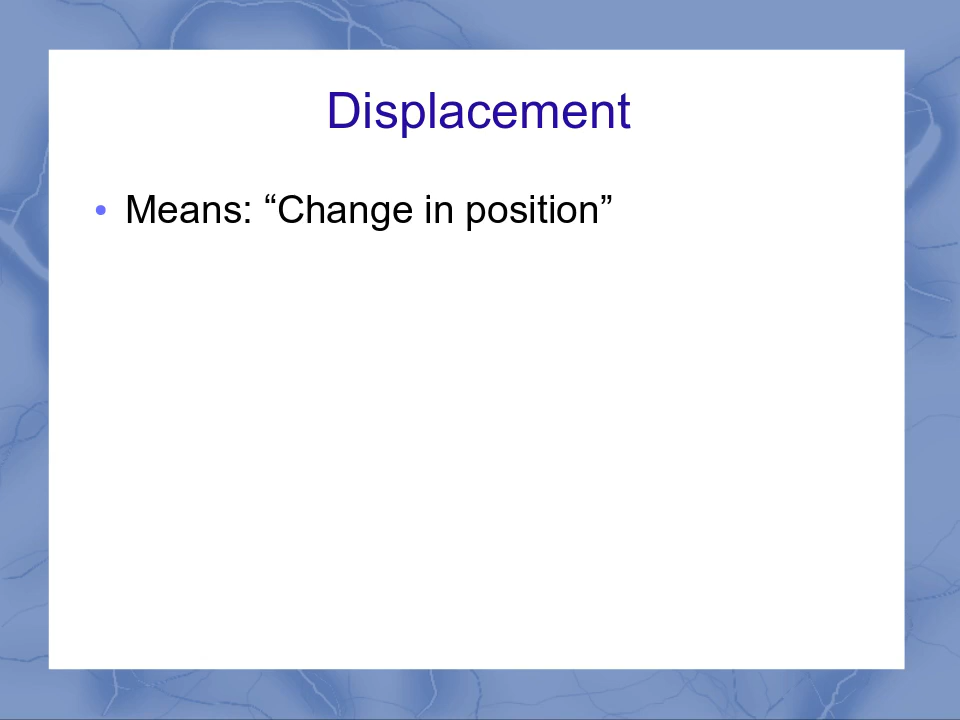 Displacement
• Means: “Change in position”